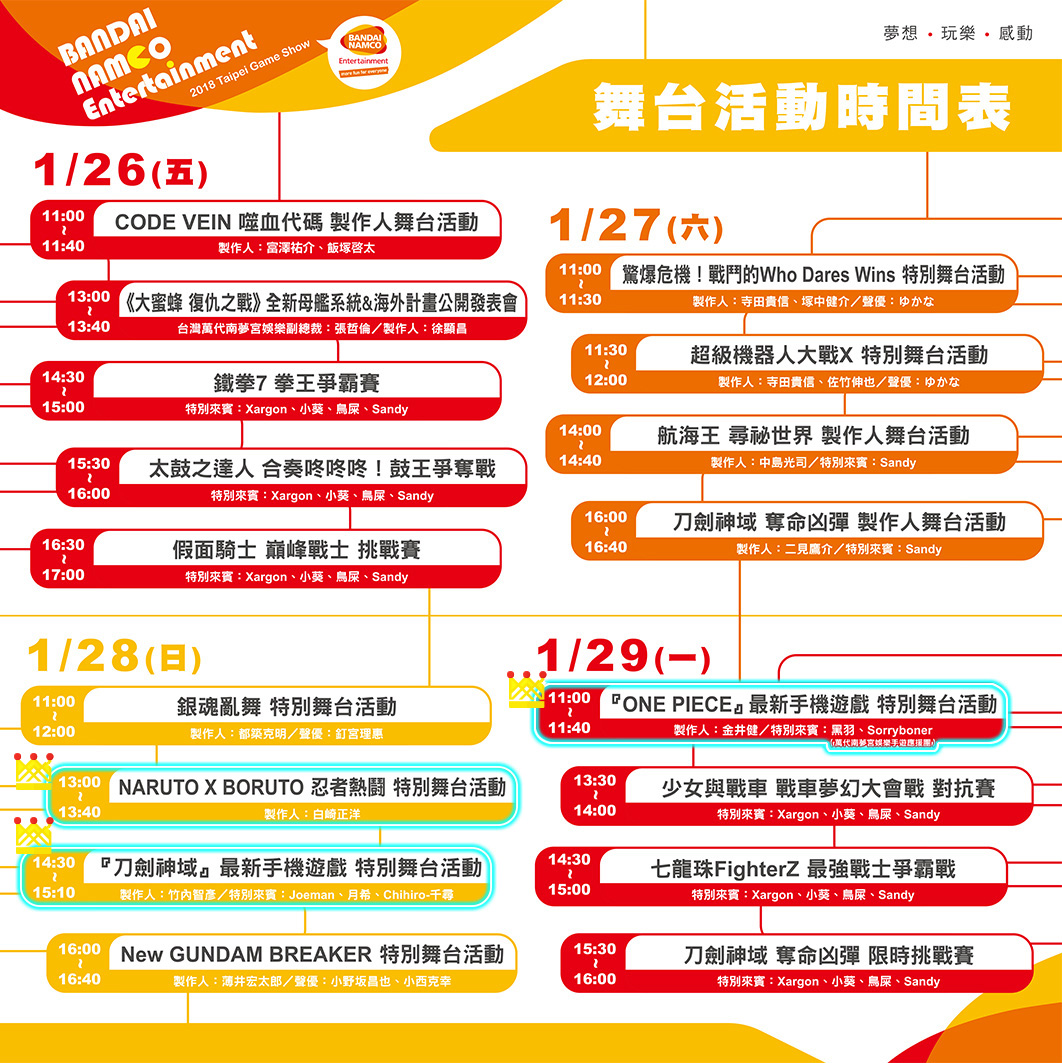 BANDAI
NAMCO
Entertainment
2018 Taipei Game Show
BANDAI
NAMCO
Entertainment
more fun for everyone
夢想・玩樂・感動
舞台活動時間表
1/26(五)
11:00
~
11:40
CODE VEIN 噬血代碼 製作人舞台活動
製作人：富澤祐介、飯塚啓太
13:00
~
13:40
《大蜜蜂 復仇之戰》全新母艦系統&海外計畫公開發表會
台灣萬代南夢宮娛樂副總裁：張哲倫／製作人：徐顯昌
14:30
~
15:00
鐵拳7 拳王爭霸賽
特別來賓：Xargon、小葵、鳥屎、Sandy
15:30
~
16:00
太鼓之達人 合奏咚咚咚！鼓王爭奪戰
特別來賓：Xargon、小葵、鳥屎、Sandy
16:30
~
17:00
假面騎士 巔峰戰士 挑戰賽
特別來賓：Xargon、小葵、鳥屎、Sandy
1/27(六)
11:00
~
11:30
驚爆危機！戰鬥的Who Dares Wins 特別舞台活動
製作人：寺田貴信、塚中健介／聲優：ゆかな
11:30
~
12:00
超級機器人大戰X 特別舞台活動
製作人：寺田貴信、佐竹伸也／聲優：ゆかな
14:00
~
14:40
航海王 尋祕世界 製作人舞台活動
製作人：中島光司／特別來賓：Sandy
16:00
~
16:40
刀劍神域 奪命凶彈 製作人舞台活動
製作人：二見鷹介／特別來賓：Sandy
1/28(日)
11:00
~
12:00
銀魂亂舞 特別舞台活動
製作人：都築克明／聲優：釘宮理惠
13:00
~
13:40
NARUTO X BORUTO 忍者熱鬪 特別舞台活動
製作人：白崎正洋
14:30
~
15:10
『刀劍神域』最新手機遊戲 特別舞台活動
製作人：竹內智彥／特別來賓：Joeman、月希、Chihiro-千尋
16:00
~
16:40
New GUNDAM BREAKER 特別舞台活動
製作人：薄井宏太郎／聲優：小野坂昌也、小西克幸
1/29(一)
11:00
~
11:40
『ONE PIECE』最新手機遊戲 特別舞台活動
製作人：金井健／特別來賓：黑羽、Sorryboner
(萬代南夢宮娛樂手遊應援團)
13:30
~
14:00
少女與戰車 戰車夢幻大會戰 對抗賽
特別來賓：Xargon、小葵、鳥屎、Sandy
14:30
~
15:00
七龍珠FighterZ 最強戰士爭霸戰
特別來賓：Xargon、小葵、鳥屎、Sandy
15:30
~
16:00
刀劍神域 奪命凶彈 限時挑戰賽
特別來賓：Xargon、小葵、鳥屎、Sandy